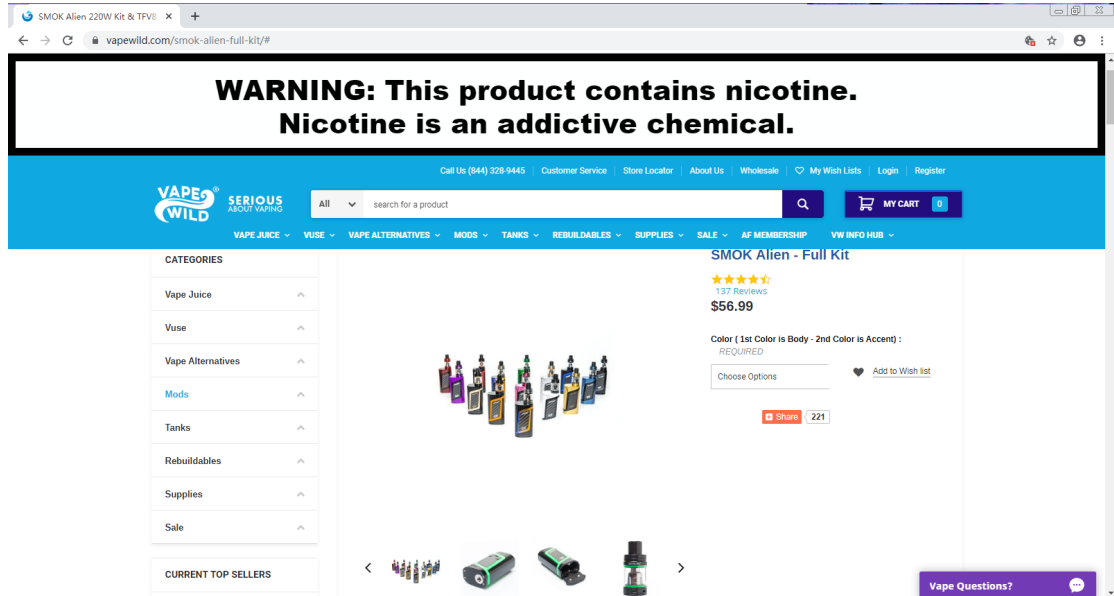 SMOK Alien 220W Kit & TFV8
vapewild.com/smok-alien-full-kit/#
WARNING: This product contains nicotine.
Nicotine is an addictive chemical.
Call Us (844) 328-9445 Customer Service Store Locator About Us Wholesale My Wish Lists Login Register
VAPE WILD
SERIOUS
ABOUT VAPING
All search for a product MY CART 0
VAPE JUICE VUSE VAPE ALTERNATIVES MODS TANKS REBUILDABLES SUPPLIES SALE AF MEMBERSHIP VW INFO HUB
CATEGORIES
Vape Juice
Vuse
Vape Alternatives
Mods
Tanks
Rebuildables
Supplies
Sale
CURRENT TOP SELLERS
SMOK Alien - Full Kit
137 Reviews
$56.99
Color ( 1st Color is Body - 2nd Color is Accent) :
REQUIRED
Choose Options
Add to Wish list
Share 221
Vape Questions?